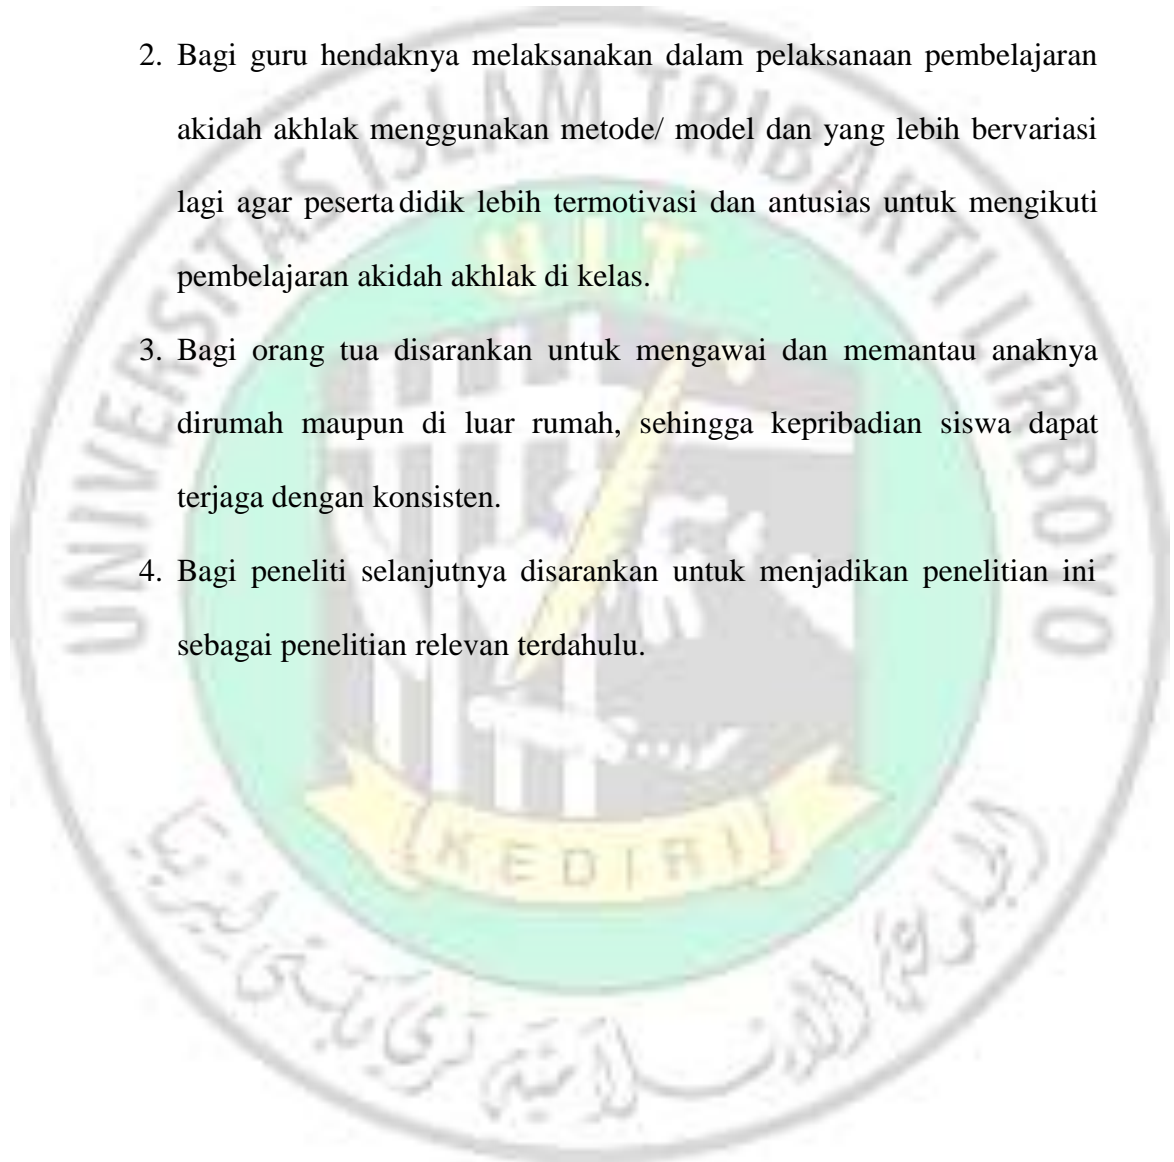 2. Bagi guru hendaknya melaksanakan dalam pelaksanaan pembelajaran
akidah akhlak menggunakan metode/ model dan yang lebih bervariasi
lagi agar peserta didik lebih termotivasi dan antusias untuk mengikuti
pembelajaran akidah akhlak di kelas.
3. Bagi orang tua disarankan untuk mengawai dan memantau anaknya
dirumah maupun di luar rumah, sehingga kepribadian siswa dapat
terjaga dengan konsisten.
4. Bagi peneliti selanjutnya disarankan untuk menjadikan penelitian ini
sebagai penelitian relevan terdahulu.
UNIVERSITAS ISLAM TRIBAKTI LIRBOYO
UIT
KEDIRI